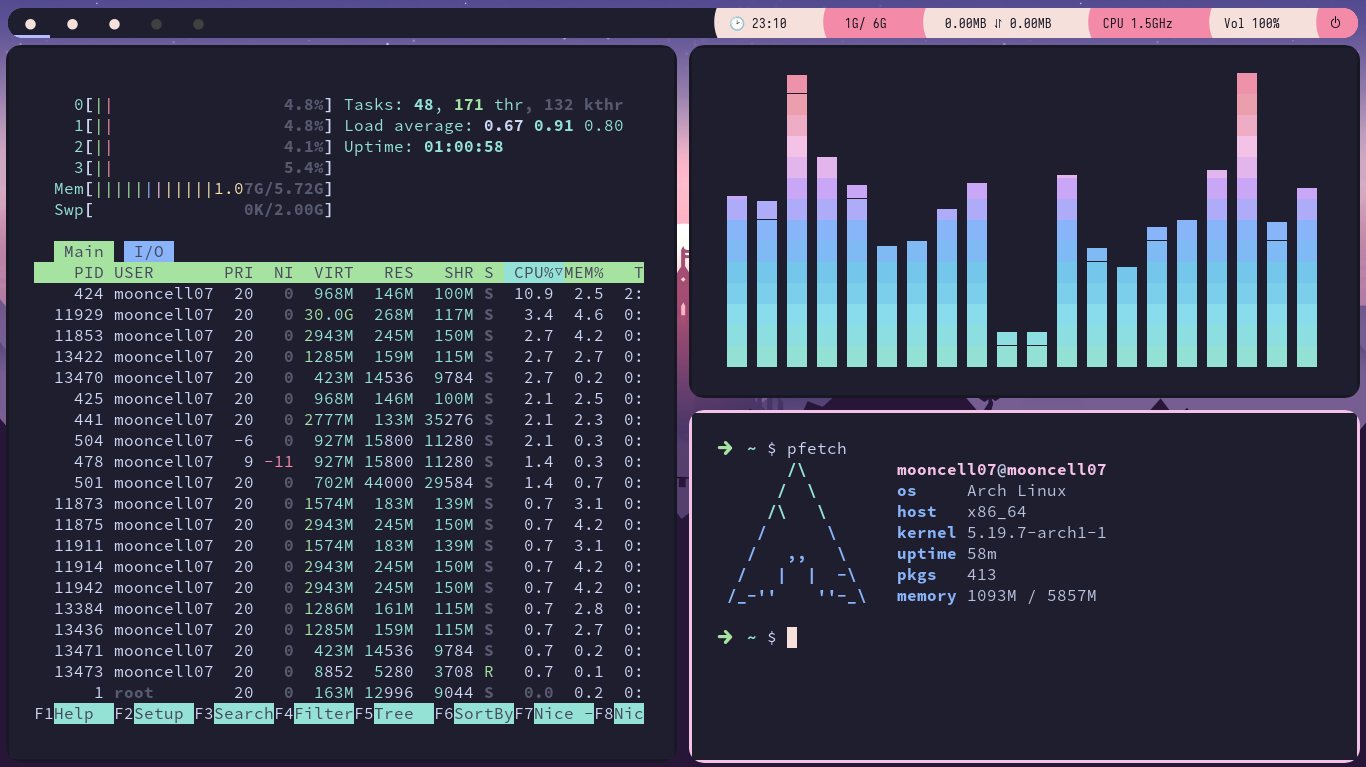 23:10 1G/ 6G 0.00MB ⇵ 0.00MB CPU 1.5GHz Vol 100%
0[|| 4.8%] Tasks: 48, 171 thr, 132 kthr
1[|| 4.8%] Load average: 0.67 0.91 0.80
2[|| 4.1%] Uptime: 01:00:58
3[|| 5.4%]
Mem[||||||||||||1.07G/5.72G]
Swp[ 0K/2.00G]
Main I/O
PID USER PRI NI VIRT RES SHR S CPU%▽MEM% T
424 mooncell07 20 0 968M 146M 100M S 10.9 2.5 2:
11929 mooncell07 20 0 30.0G 268M 117M S 3.4 4.6 0:
11853 mooncell07 20 0 2943M 245M 150M S 2.7 4.2 0:
13422 mooncell07 20 0 1285M 159M 115M S 2.7 2.7 0:
13470 mooncell07 20 0 423M 14536 9784 S 2.7 0.2 0:
425 mooncell07 20 0 968M 146M 100M S 2.1 2.5 0:
441 mooncell07 20 0 2777M 133M 35276 S 2.1 2.3 0:
504 mooncell07 -6 0 927M 15800 11280 S 2.1 0.3 0:
478 mooncell07 9 -11 927M 15800 11280 S 1.4 0.3 0:
501 mooncell07 20 0 702M 44000 29584 S 1.4 0.7 0:
11873 mooncell07 20 0 1574M 183M 139M S 0.7 3.1 0:
11875 mooncell07 20 0 2943M 245M 150M S 0.7 4.2 0:
11911 mooncell07 20 0 1574M 183M 139M S 0.7 3.1 0:
11914 mooncell07 20 0 2943M 245M 150M S 0.7 4.2 0:
11942 mooncell07 20 0 2943M 245M 150M S 0.7 4.2 0:
13384 mooncell07 20 0 1286M 161M 115M S 0.7 2.8 0:
13436 mooncell07 20 0 1285M 159M 115M S 0.7 2.7 0:
13471 mooncell07 20 0 423M 14536 9784 S 0.7 0.2 0:
13473 mooncell07 20 0 8852 5280 3708 R 0.7 0.1 0:
1 root 20 0 163M 12996 9044 S 0.0 0.2 0:
F1Help F2Setup F3SearchF4FilterF5Tree F6SortByF7Nice -F8Nic
➜ ~ $ pfetch
/\ mooncell07@mooncell07
/ \ os Arch Linux
/\ \ host x86_64
/ \ kernel 5.19.7-arch1-1
/ ,, \ uptime 58m
/ | | -\ pkgs 413
/_-'' ''-_\ memory 1093M / 5857M
➜ ~ $